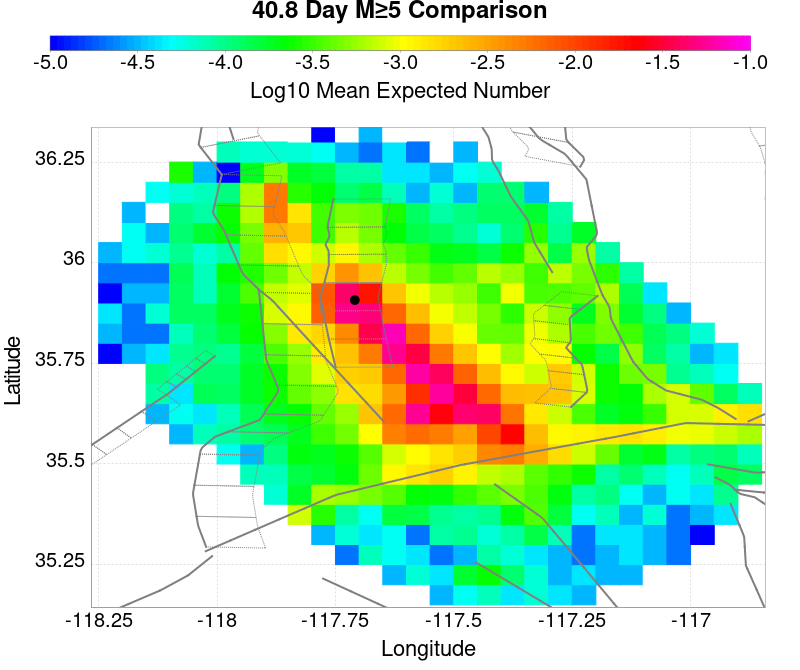 40.8 Day M≥5 Comparison
-5.0 -4.5 -4.0 -3.5 -3.0 -2.5 -2.0 -1.5 -1.0
Log10 Mean Expected Number
36.25
36
35.75
35.5
35.25
Latitude
-118.25 -118 -117.75 -117.5 -117.25 -117
Longitude